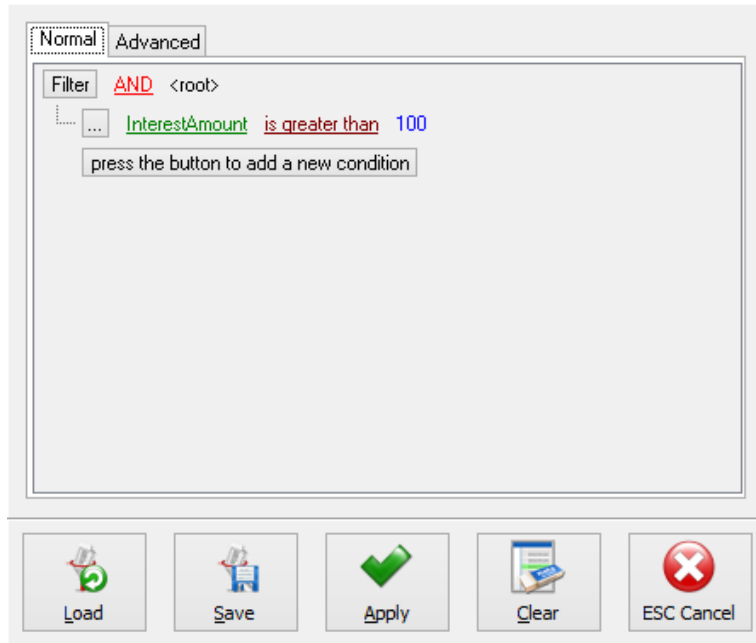 Normal Advanced
Filter AND <root>
... InterestAmount is greater than 100
press the button to add a new condition
Load Save Apply Clear ESC Cancel